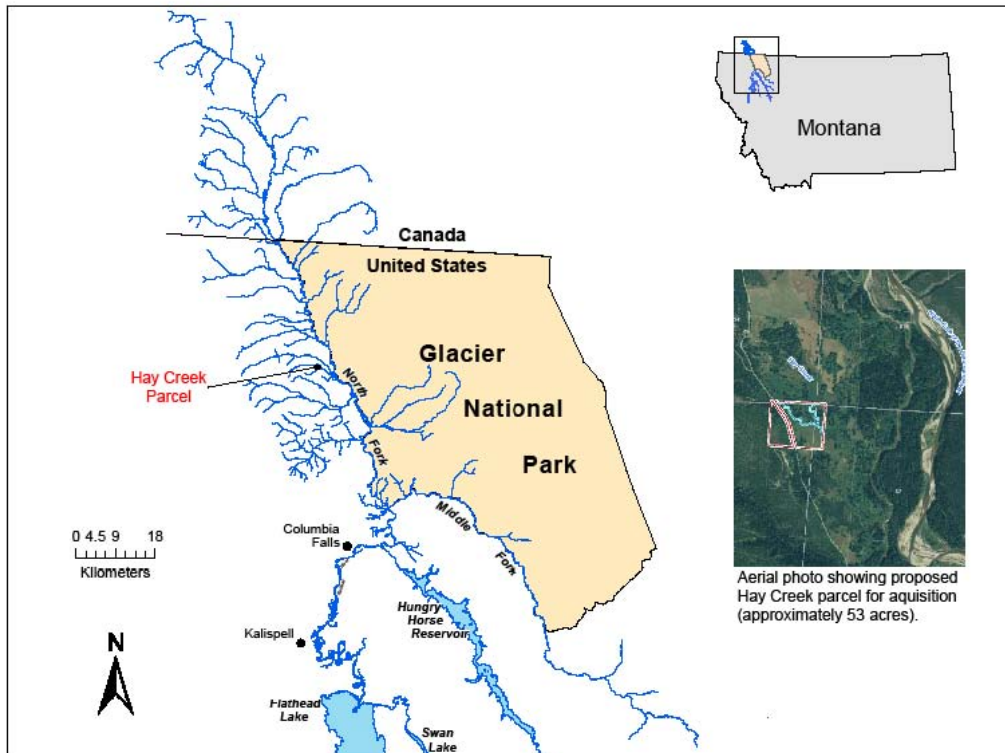 Canada
United States
Glacier
National
Park
Hay Creek
Parcel
North
Fork
Middle
Fork
Columbia
Falls
0 4.5 9 18
Kilometers
Hungry
Horse
Reservoir
Kalispell
N
Flathead
Lake
Swan
Lake
Montana
Aerial photo showing proposed
Hay Creek parcel for aquisition
(approximately 53 acres).